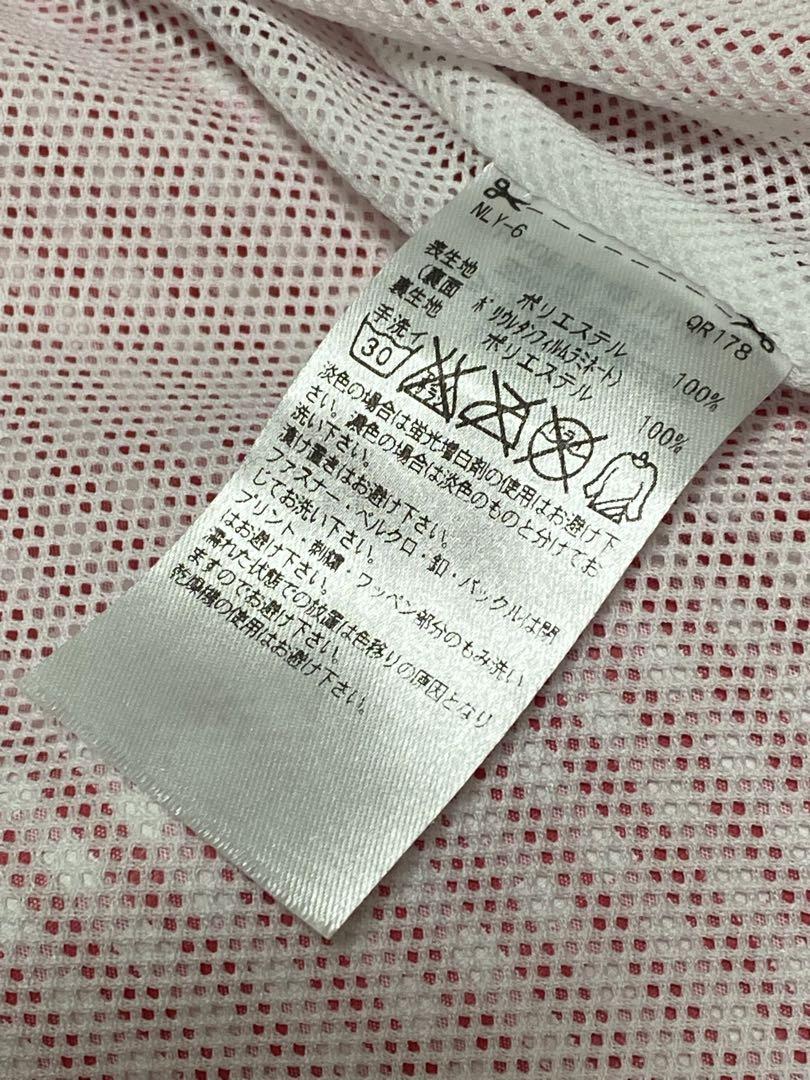 NLY-6 QR178
表生地 ポリエステル 100%
(裏面 ポリウレタンフィルムラミネート)
裏生地 ポリエステル 100%
手洗イ
30
淡色の場合は蛍光増白剤の使用はお避け下
さい。濃色の場合は淡色のものと分けてお
洗い下さい。
漬け置きはお避け下さい。
ファスナー・ベルクロ・釦・バックルは閉
じてお洗い下さい。
プリント・刺繍・ワッペン部分のもみ洗い
はお避け下さい。
濡れた状態での放置は色移りの原因となり
ますのでお避け下さい。
乾燥機の使用はお避け下さい。